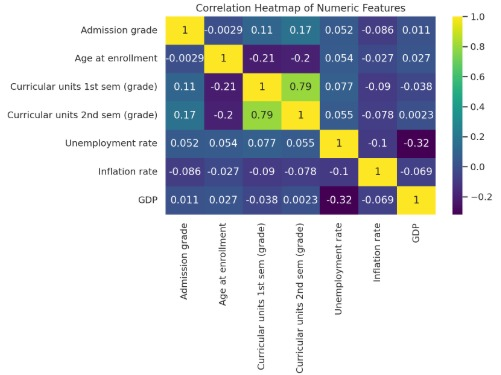 Correlation Heatmap of Numeric Features
Admission grade 1 -0.0029 0.11 0.17 0.052 -0.086 0.011
Age at enrollment -0.0029 1 -0.21 -0.2 0.054 -0.027 0.027
Curricular units 1st sem (grade) 0.11 -0.21 1 0.79 0.077 -0.09 -0.038
Curricular units 2nd sem (grade) 0.17 -0.2 0.79 1 0.055 -0.078 0.0023
Unemployment rate 0.052 0.054 0.077 0.055 1 -0.1 -0.32
Inflation rate -0.086 -0.027 -0.09 -0.078 -0.1 1 -0.069
GDP 0.011 0.027 -0.038 0.0023 -0.32 -0.069 1
Admission grade
Age at enrollment
Curricular units 1st sem (grade)
Curricular units 2nd sem (grade)
Unemployment rate
Inflation rate
GDP
1.0
0.8
0.6
0.4
0.2
−0.0
−0.2